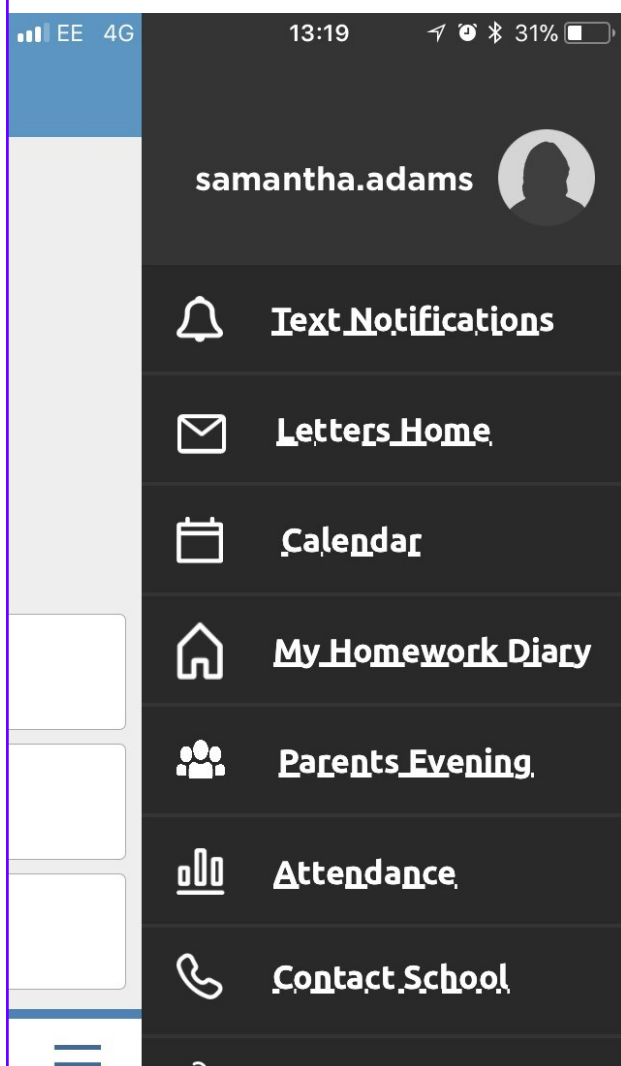 EE 4G 13:19 31%
samantha.adams
Text Notifications
Letters Home
Calendar
My Homework Diary
Parents Evening
Attendance
Contact School